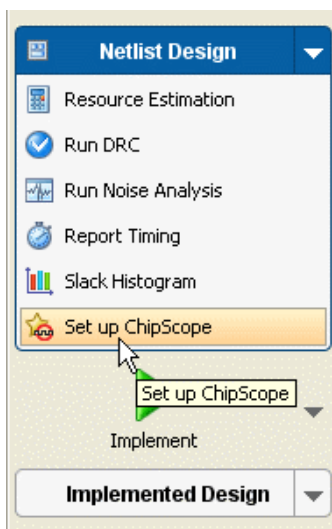 Netlist Design
Resource Estimation
Run DRC
Run Noise Analysis
Report Timing
Slack Histogram
Set up ChipScope
Set up ChipScope
Implement
Implemented Design